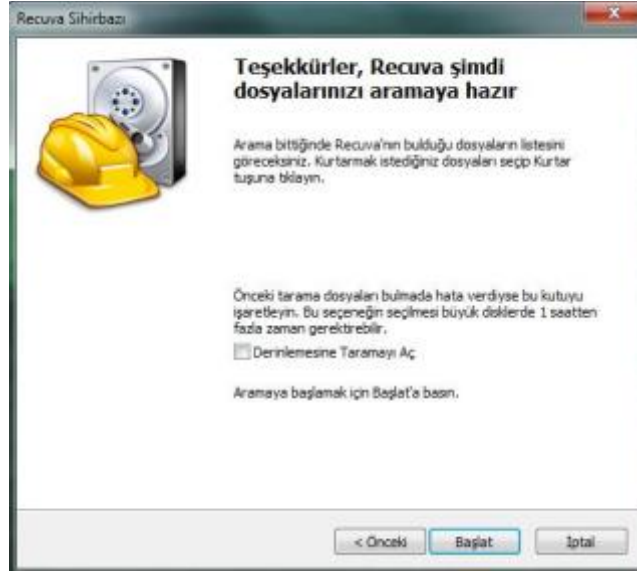 Recuva Sihirbazı
Teşekkürler, Recuva şimdi
dosyalarınızı aramaya hazır
Arama bittiğinde Recuva'nın bulduğu dosyaların listesini
göreceksiniz. Kurtarmak istediğiniz dosyaları seçip Kurtar
tuşuna tıklayın.
Önceki tarama dosyaları bulmada hata verdiyse bu kutuyu
işaretleyin. Bu seçeneğin seçilmesi büyük disklerde 1 saatten
fazla zaman gerektirebilir.
Derinlemesine Taramayı Aç
Aramaya başlamak için Başlat'a basın.
< Önceki
Başlat
İptal